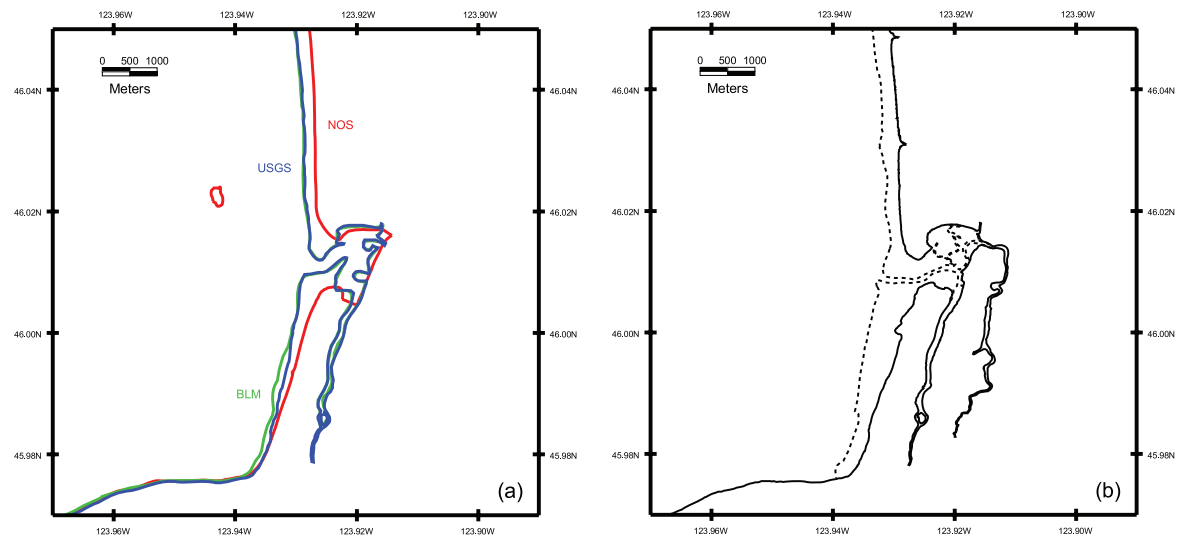 123.96W 123.94W 123.92W 123.90W
123.96W 123.94W 123.92W 123.90W
0 500 1000
Meters
0 500 1000
Meters
46.04N 46.04N 46.04N 46.04N
NOS
USGS
46.02N 46.02N 46.02N 46.02N
46.00N 46.00N 46.00N 46.00N
BLM
45.98N 45.98N 45.98N 45.98N
(a)
(b)
123.96W 123.94W 123.92W 123.90W
123.96W 123.94W 123.92W 123.90W